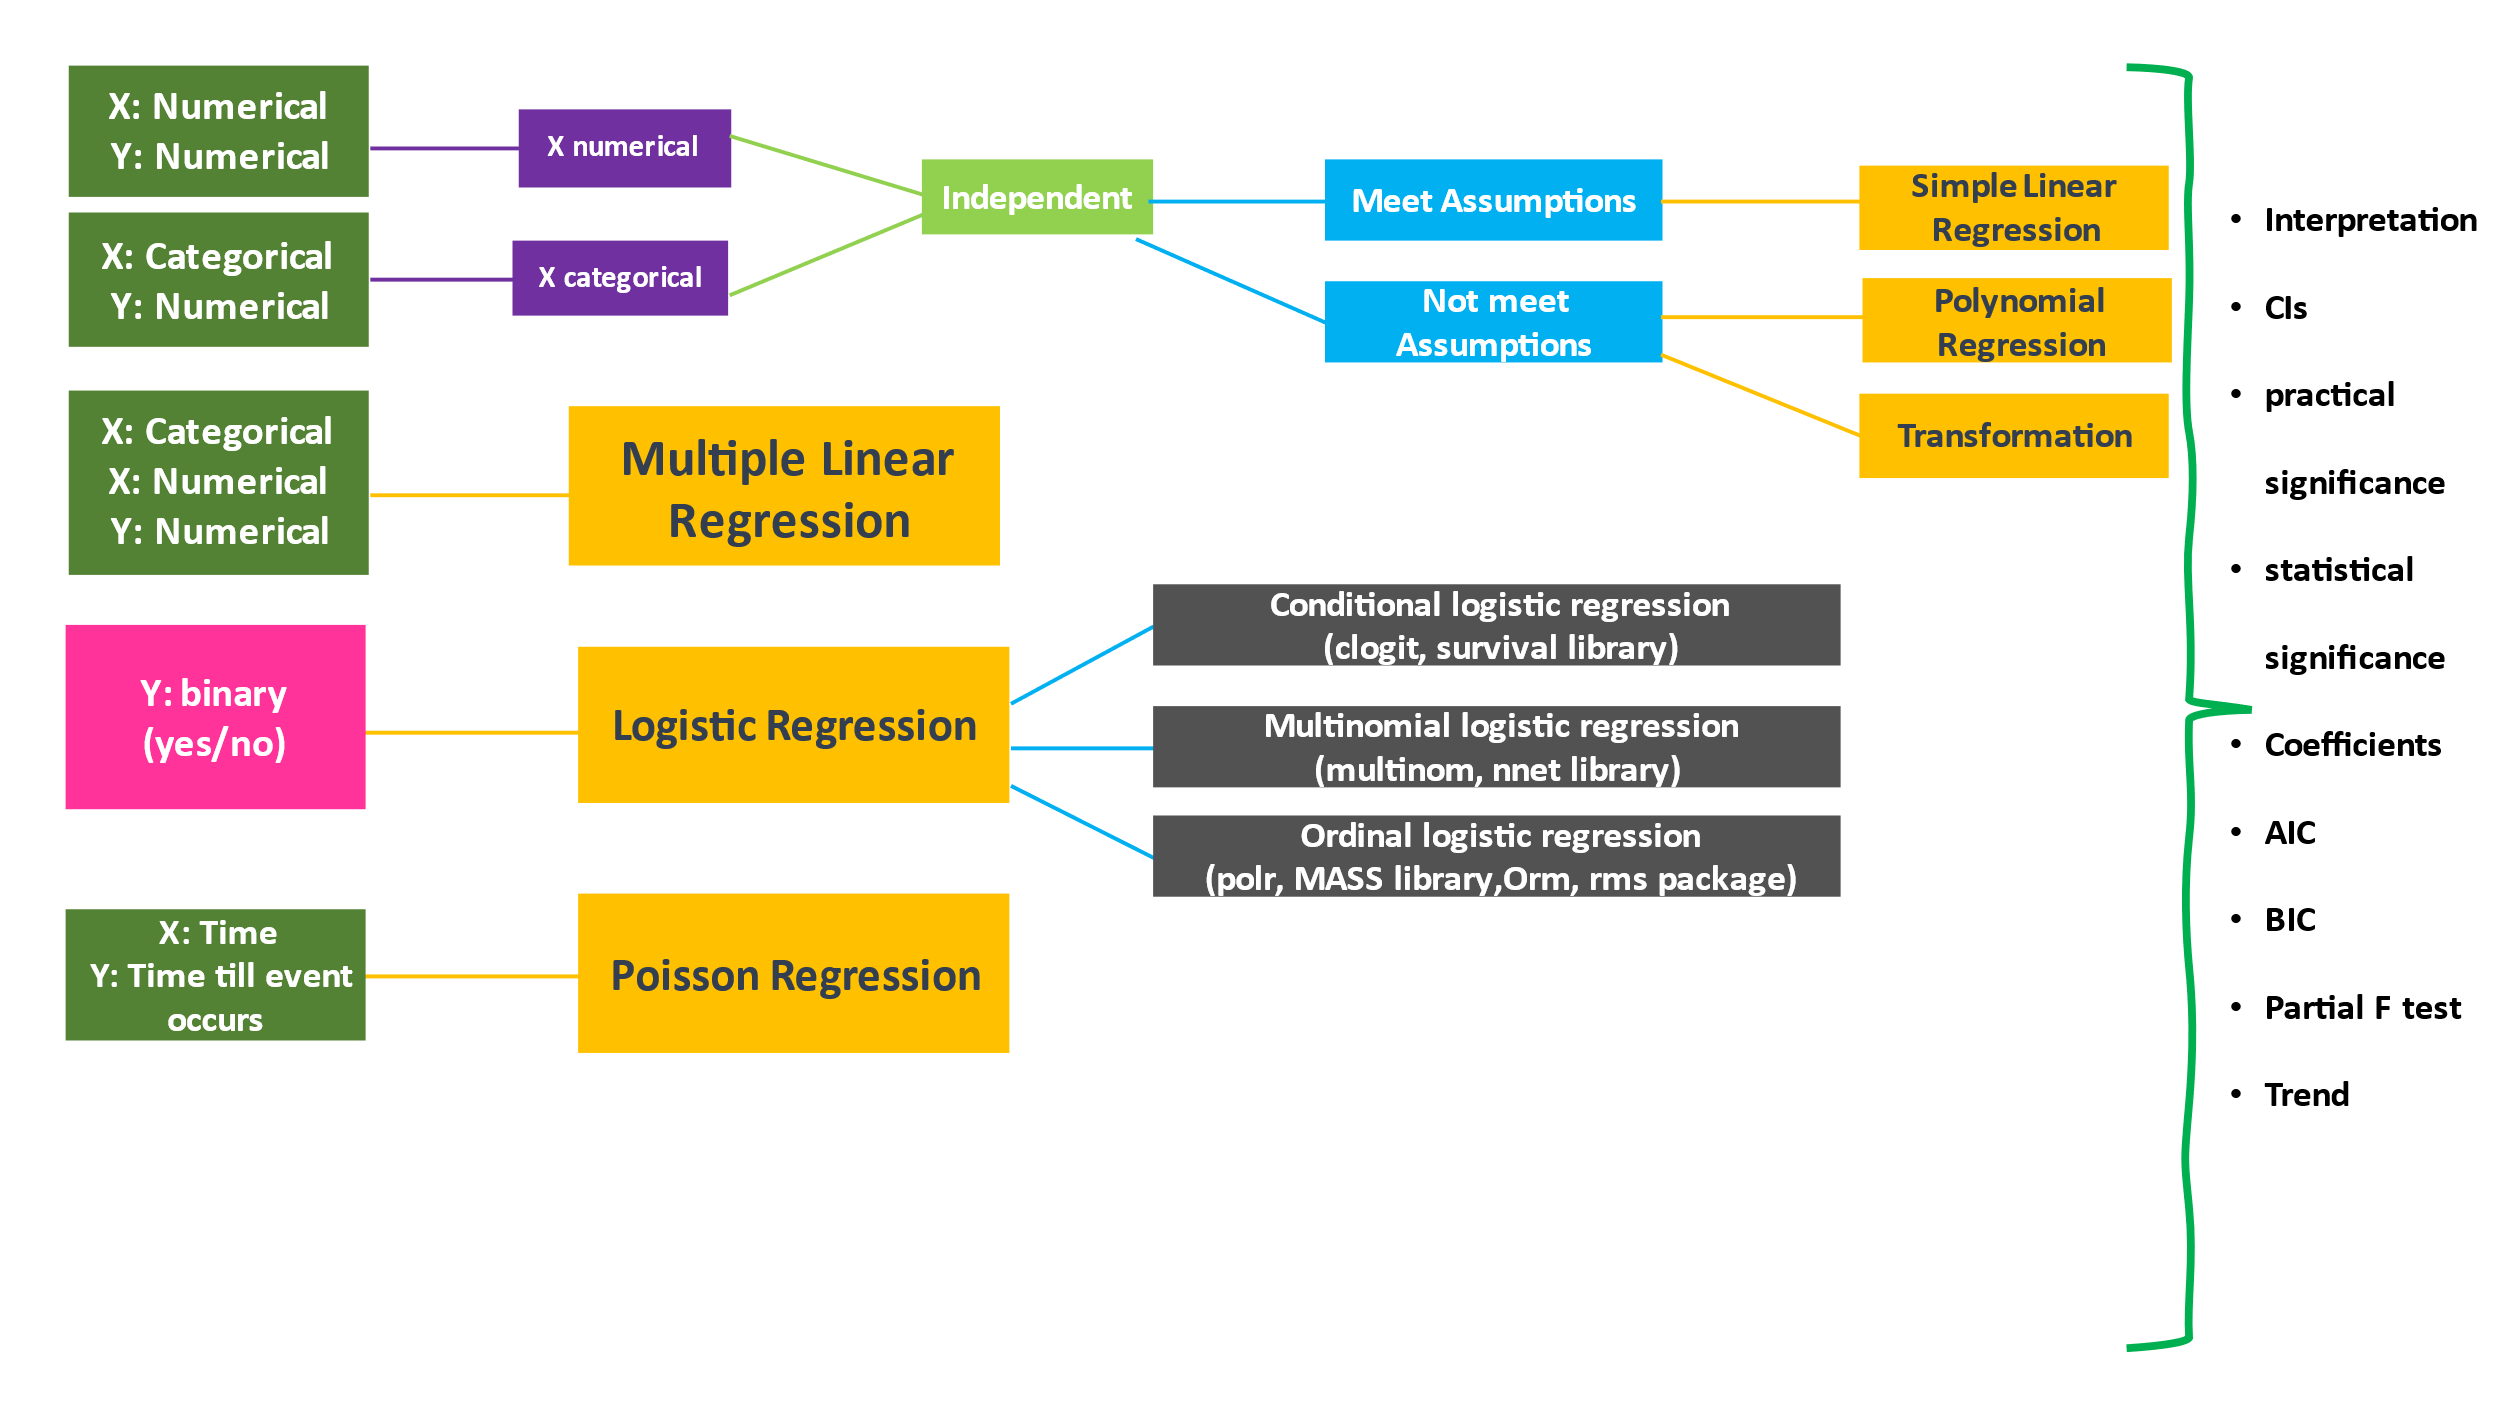 X: Numerical
Y: Numerical
X numerical
X: Categorical
Y: Numerical
X categorical
Independent
Meet Assumptions
Simple Linear
Regression
Not meet
Assumptions
Polynomial
Regression
Transformation
X: Categorical
X: Numerical
Y: Numerical
Multiple Linear
Regression
Y: binary
(yes/no)
Logistic Regression
Conditional logistic regression
(clogit, survival library)
Multinomial logistic regression
(multinom, nnet library)
Ordinal logistic regression
(polr, MASS library,Orm, rms package)
X: Time
Y: Time till event
occurs
Poisson Regression
• Interpretation
• CIs
• practical
significance
• statistical
significance
• Coefficients
• AIC
• BIC
• Partial F test
• Trend